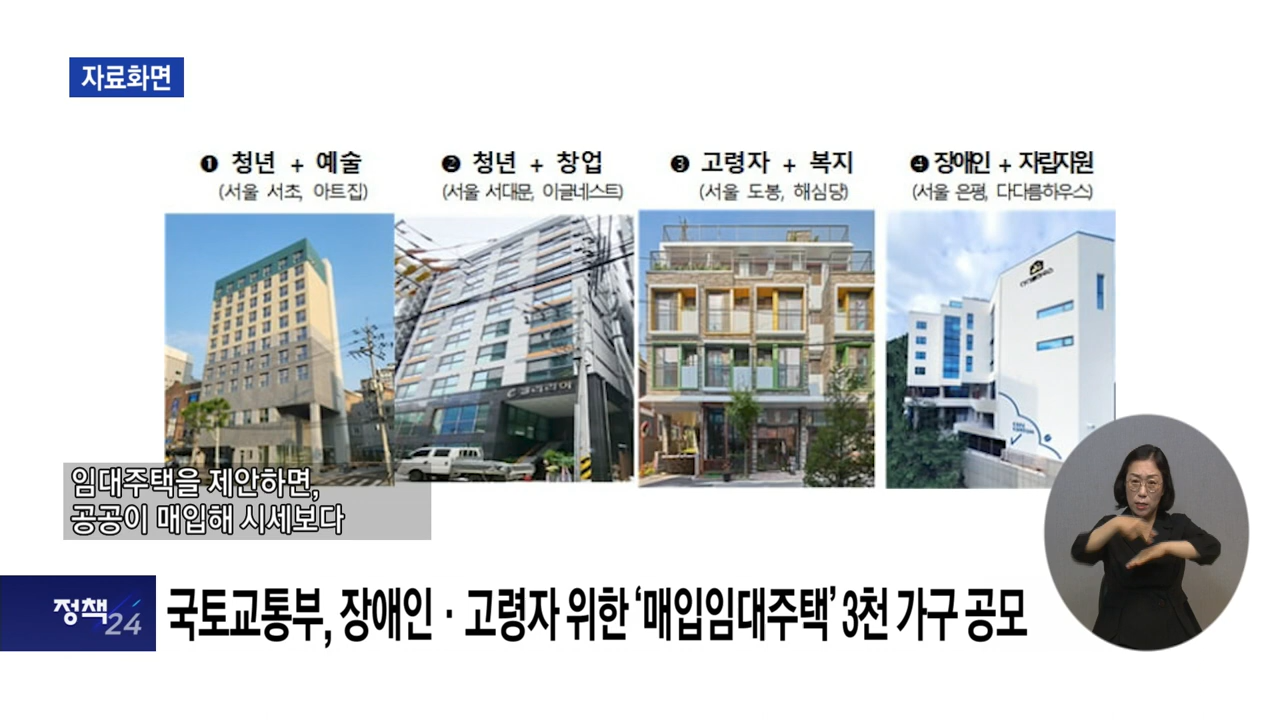 자료화면
❶ 청년 + 예술
(서울 서초, 아트집)
❷ 청년 + 창업
(서울 서대문, 이글네스트)
❸ 고령자 + 복지
(서울 도봉, 해심당)
❹ 장애인 + 자립지원
(서울 은평, 다다름하우스)
임대주택을 제안하면,
공공이 매입해 시세보다
정책24
국토교통부, 장애인·고령자 위한 ‘매입임대주택’ 3천 가구 공모